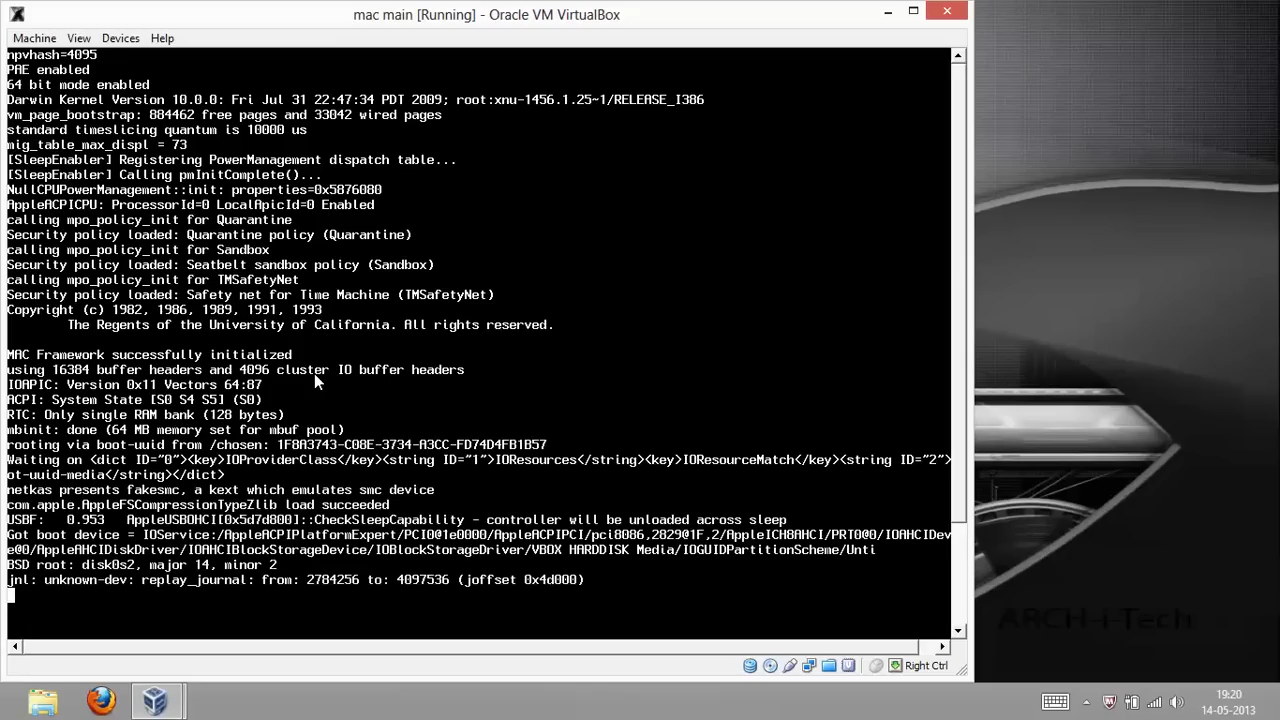 mac main [Running] - Oracle VM VirtualBox
Machine View Devices Help
npvhash=4095
PAE enabled
64 bit mode enabled
Darwin Kernel Version 10.0.0: Fri Jul 31 22:47:34 PDT 2009; root:xnu-1456.1.25~1/RELEASE_I386
vm_page_bootstrap: 884462 free pages and 33042 wired pages
standard timeslicing quantum is 10000 us
mig_table_max_displ = 73
[SleepEnabler] Registering PowerManagement dispatch table...
[SleepEnabler] Calling pmInitComplete()...
NullCPUPowerManagement::init: properties=0x5876080
AppleACPICPU: ProcessorId=0 LocalApicId=0 Enabled
calling mpo_policy_init for Quarantine
Security policy loaded: Quarantine policy (Quarantine)
calling mpo_policy_init for Sandbox
Security policy loaded: Seatbelt sandbox policy (Sandbox)
calling mpo_policy_init for TMSafetyNet
Security policy loaded: Safety net for Time Machine (TMSafetyNet)
Copyright (c) 1982, 1986, 1989, 1991, 1993
The Regents of the University of California. All rights reserved.
MAC Framework successfully initialized
using 16384 buffer headers and 4096 cluster IO buffer headers
IOAPIC: Version 0x11 Vectors 64:87
ACPI: System State [S0 S4 S5] (S0)
RTC: Only single RAM bank (128 bytes)
mbinit: done (64 MB memory set for mbuf pool)
rooting via boot-uuid from /chosen: 1F8A3743-C08E-3734-A3CC-FD74D4FB1B57
Waiting on <dict ID="0"><key>IOProviderClass</key><string ID="1">IOResources</string><key>IOResourceMatch</key><string ID="2">
ot-uuid-media</string></dict>
netkas presents fakesmc, a kext which emulates smc device
com.apple.AppleFSCompressionTypeZlib load succeeded
USBF: 0.953 AppleUSBOHCI[0x5d7d800]::CheckSleepCapability - controller will be unloaded across sleep
Got boot device = IOService:/AppleACPIPlatformExpert/PCI0@1e0000/AppleACPIPCI/pci8086,2829@1F,2/AppleICH8AHCI/PRT0@0/IOAHCIDev
e@0/AppleAHCIDiskDriver/IOAHCIBlockStorageDevice/IOBlockStorageDriver/VBOX HARDDISK Media/IOGUIDPartitionScheme/Unti
BSD root: disk0s2, major 14, minor 2
jnl: unknown-dev: replay_journal: from: 2784256 to: 4097536 (joffset 0x4d000)
Right Ctrl
ARCH-i-Tech
19:20
14-05-2013